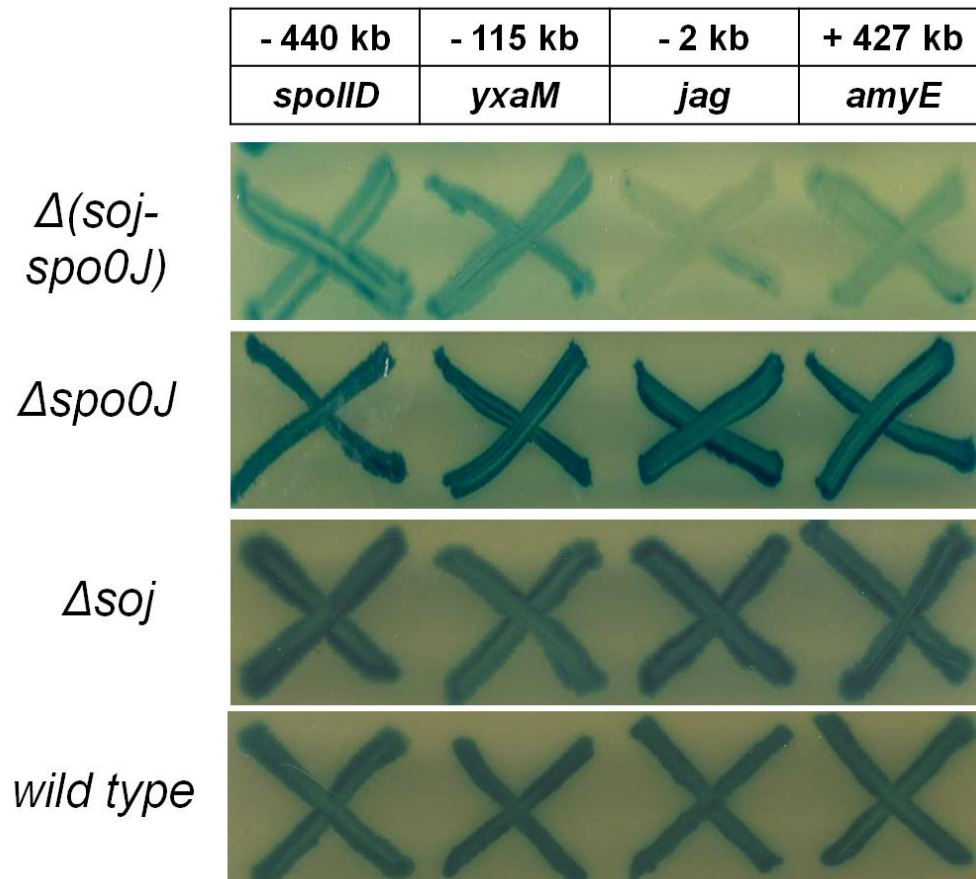 - 440 kb - 115 kb - 2 kb + 427 kb
spoIID yxaM jag amyE
Δ(soj-
spo0J)
Δspo0J
Δsoj
wild type